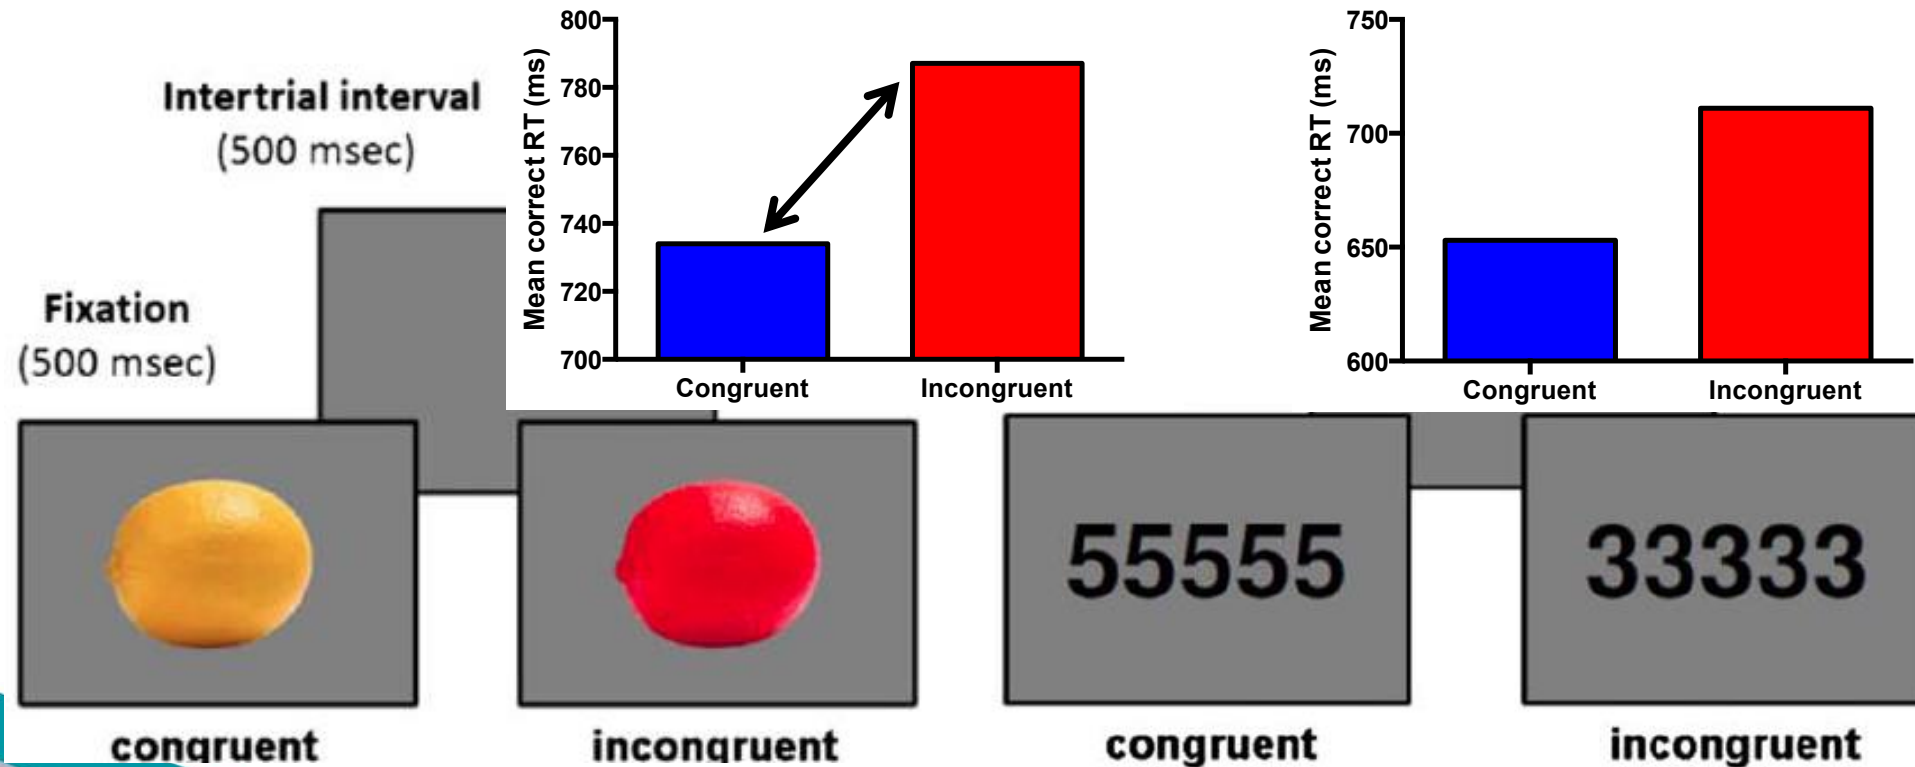 Intertrial interval
(500 msec)
Fixation
(500 msec)
Mean correct RT (ms)
800
780
760
740
720
700
Congruent Incongruent
Mean correct RT (ms)
750
700
650
600
Congruent Incongruent
55555
33333
congruent
incongruent
congruent
incongruent